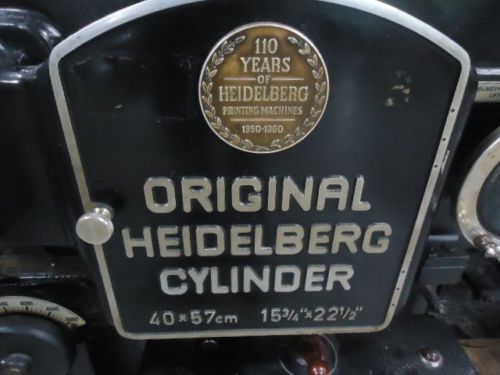 110
YEARS
OF
HEIDELBERG
PRINTING MACHINES
1850-1960
ORIGINAL
HEIDELBERG
CYLINDER
40×57cm 15¾"×22½"